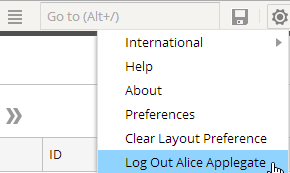 Go to (Alt+/)
International
Help
About
Preferences
Clear Layout Preference
ID
Log Out Alice Applegate